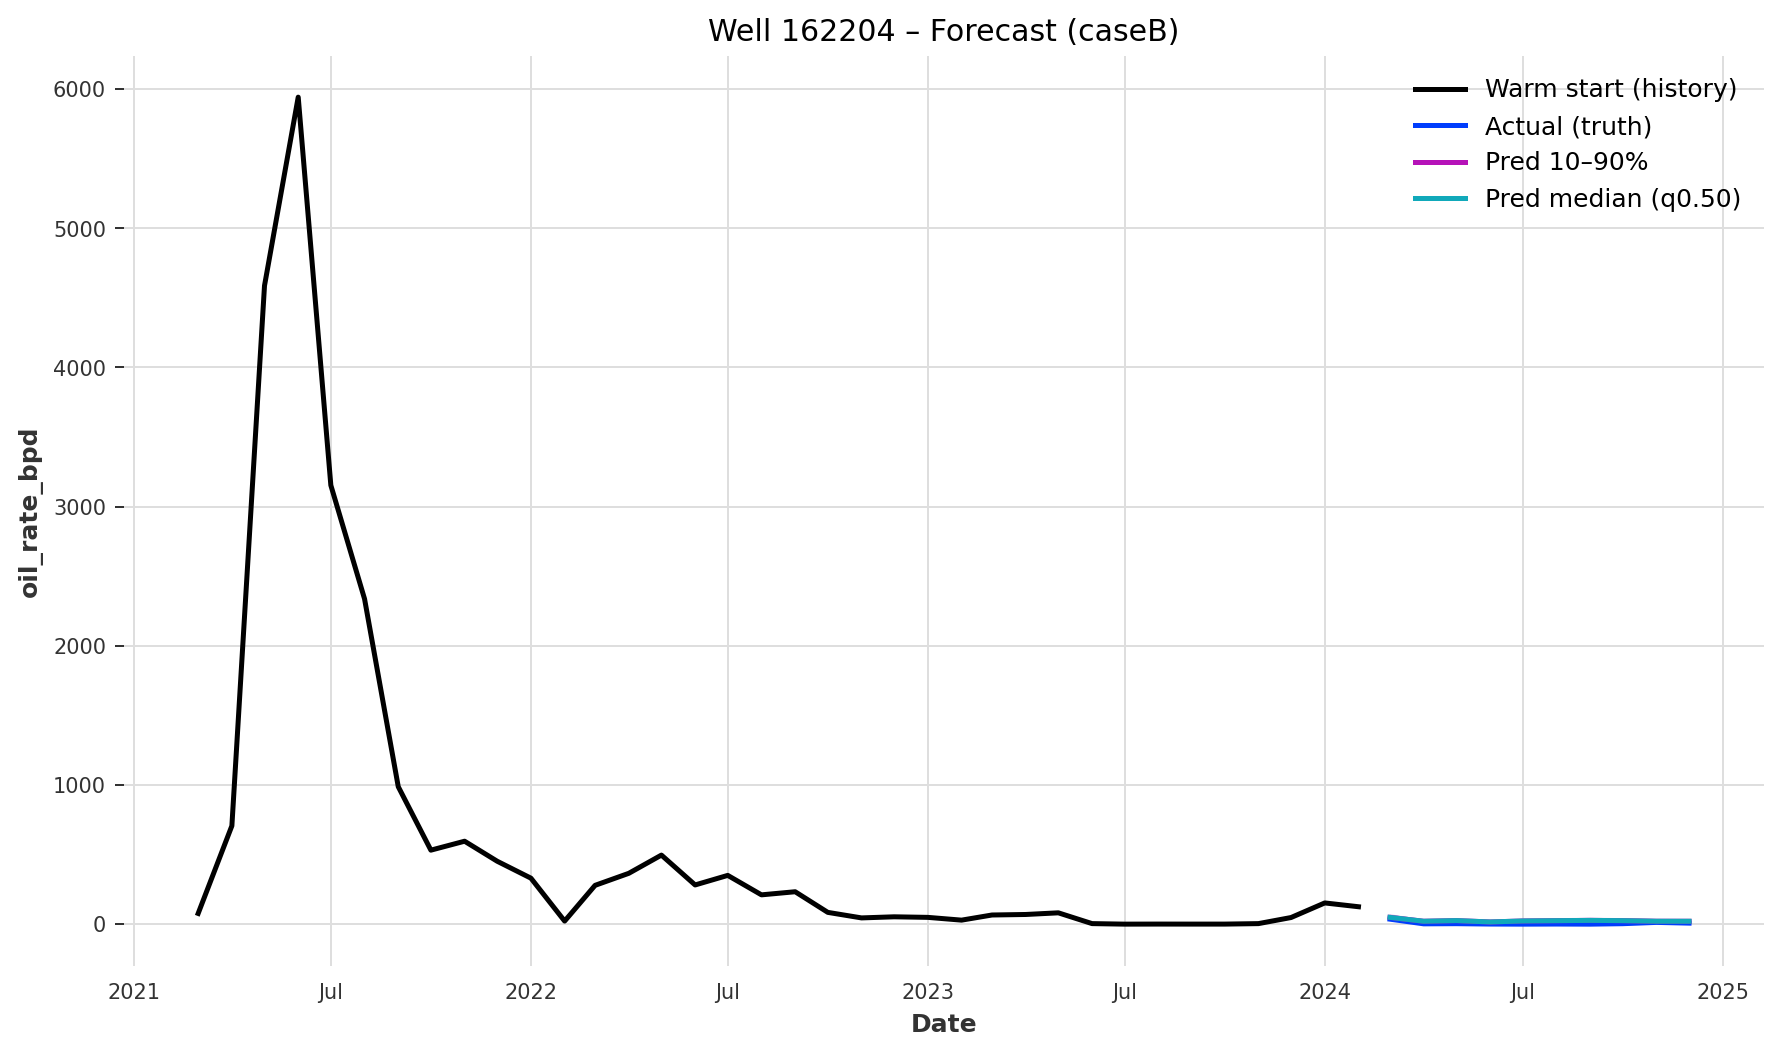 Well 162204 – Forecast (caseB)
Warm start (history)
Actual (truth)
Pred 10–90%
Pred median (q0.50)
oil_rate_bpd
6000
5000
4000
3000
2000
1000
0
2021
Jul
2022
Jul
2023
Jul
2024
Jul
2025
Date